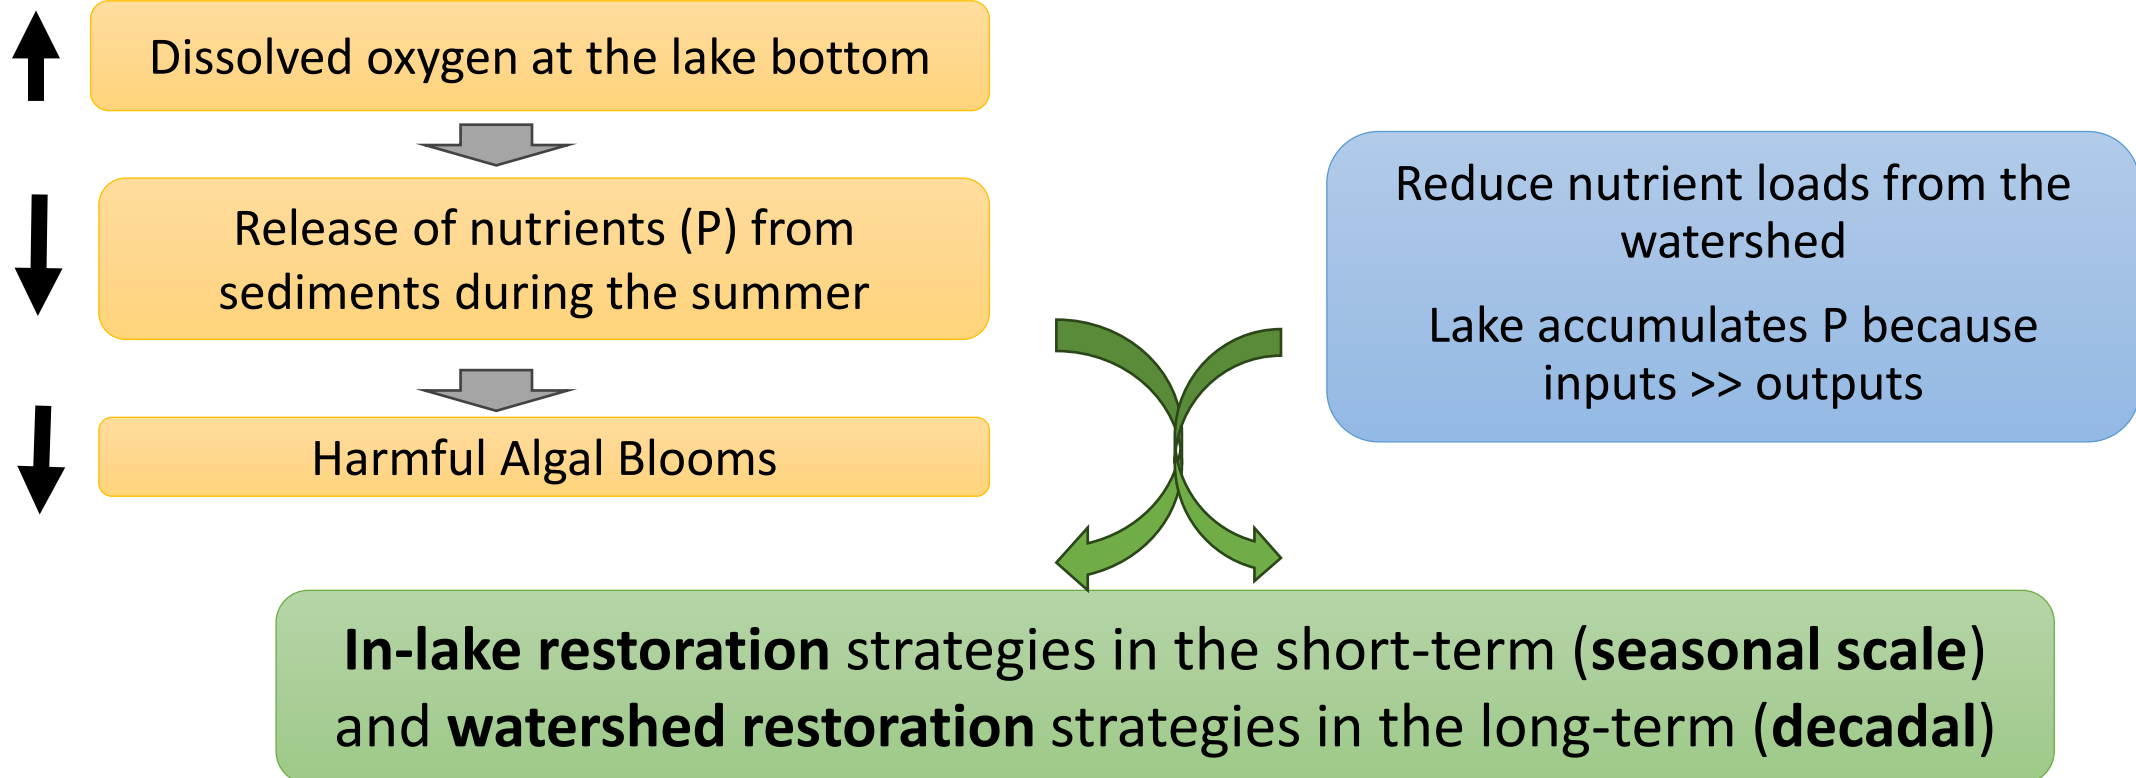 Dissolved oxygen at the lake bottom
Release of nutrients (P) from
sediments during the summer
Harmful Algal Blooms
Reduce nutrient loads from the
watershed
Lake accumulates P because
inputs >> outputs
In-lake restoration strategies in the short-term (seasonal scale)
and watershed restoration strategies in the long-term (decadal)